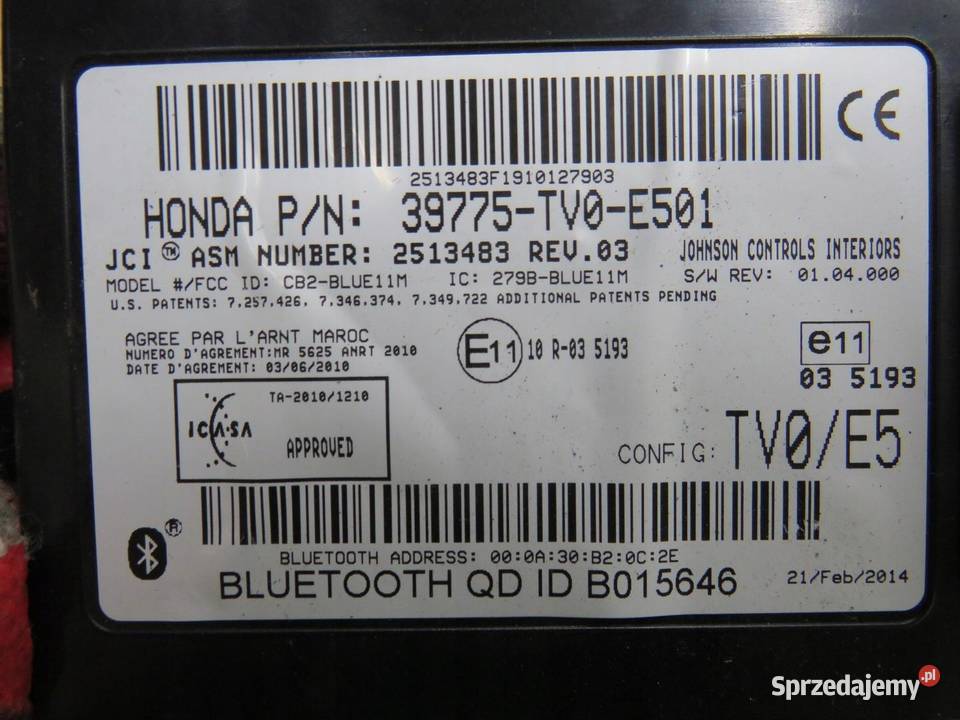 CE
2513483F1910127903
HONDA P/N: 39775-TV0-E501
JCI™ ASM NUMBER: 2513483 REV.03
JOHNSON CONTROLS INTERIORS
MODEL #/FCC ID: CB2-BLUE11M IC: 279B-BLUE11M
S/W REV: 01.04.000
U.S. PATENTS: 7,257,426, 7,346,374, 7,349,722 ADDITIONAL PATENTS PENDING
AGREE PAR L'ARNT MAROC
NUMERO D'AGREMENT:MR 5625 ANRT 2010
DATE D'AGREMENT: 03/06/2010
E11 10 R-03 5193
e11
03 5193
TA-2010/1210
ICASA
APPROVED
CONFIG: TV0/E5
®
BLUETOOTH ADDRESS: 00:0A:30:B2:0C:2E
BLUETOOTH QD ID B015646
21/Feb/2014
Sprzedajemy.pl